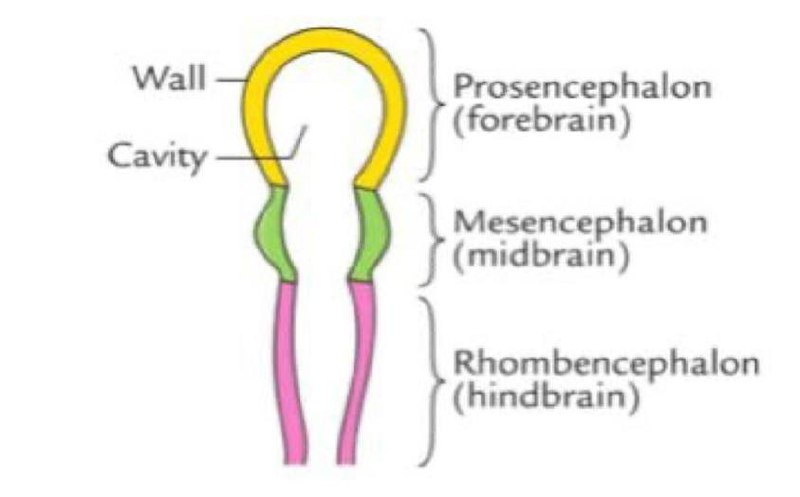 Wall
Cavity
Prosencephalon
(forebrain)
Mesencephalon
(midbrain)
Rhombencephalon
(hindbrain)